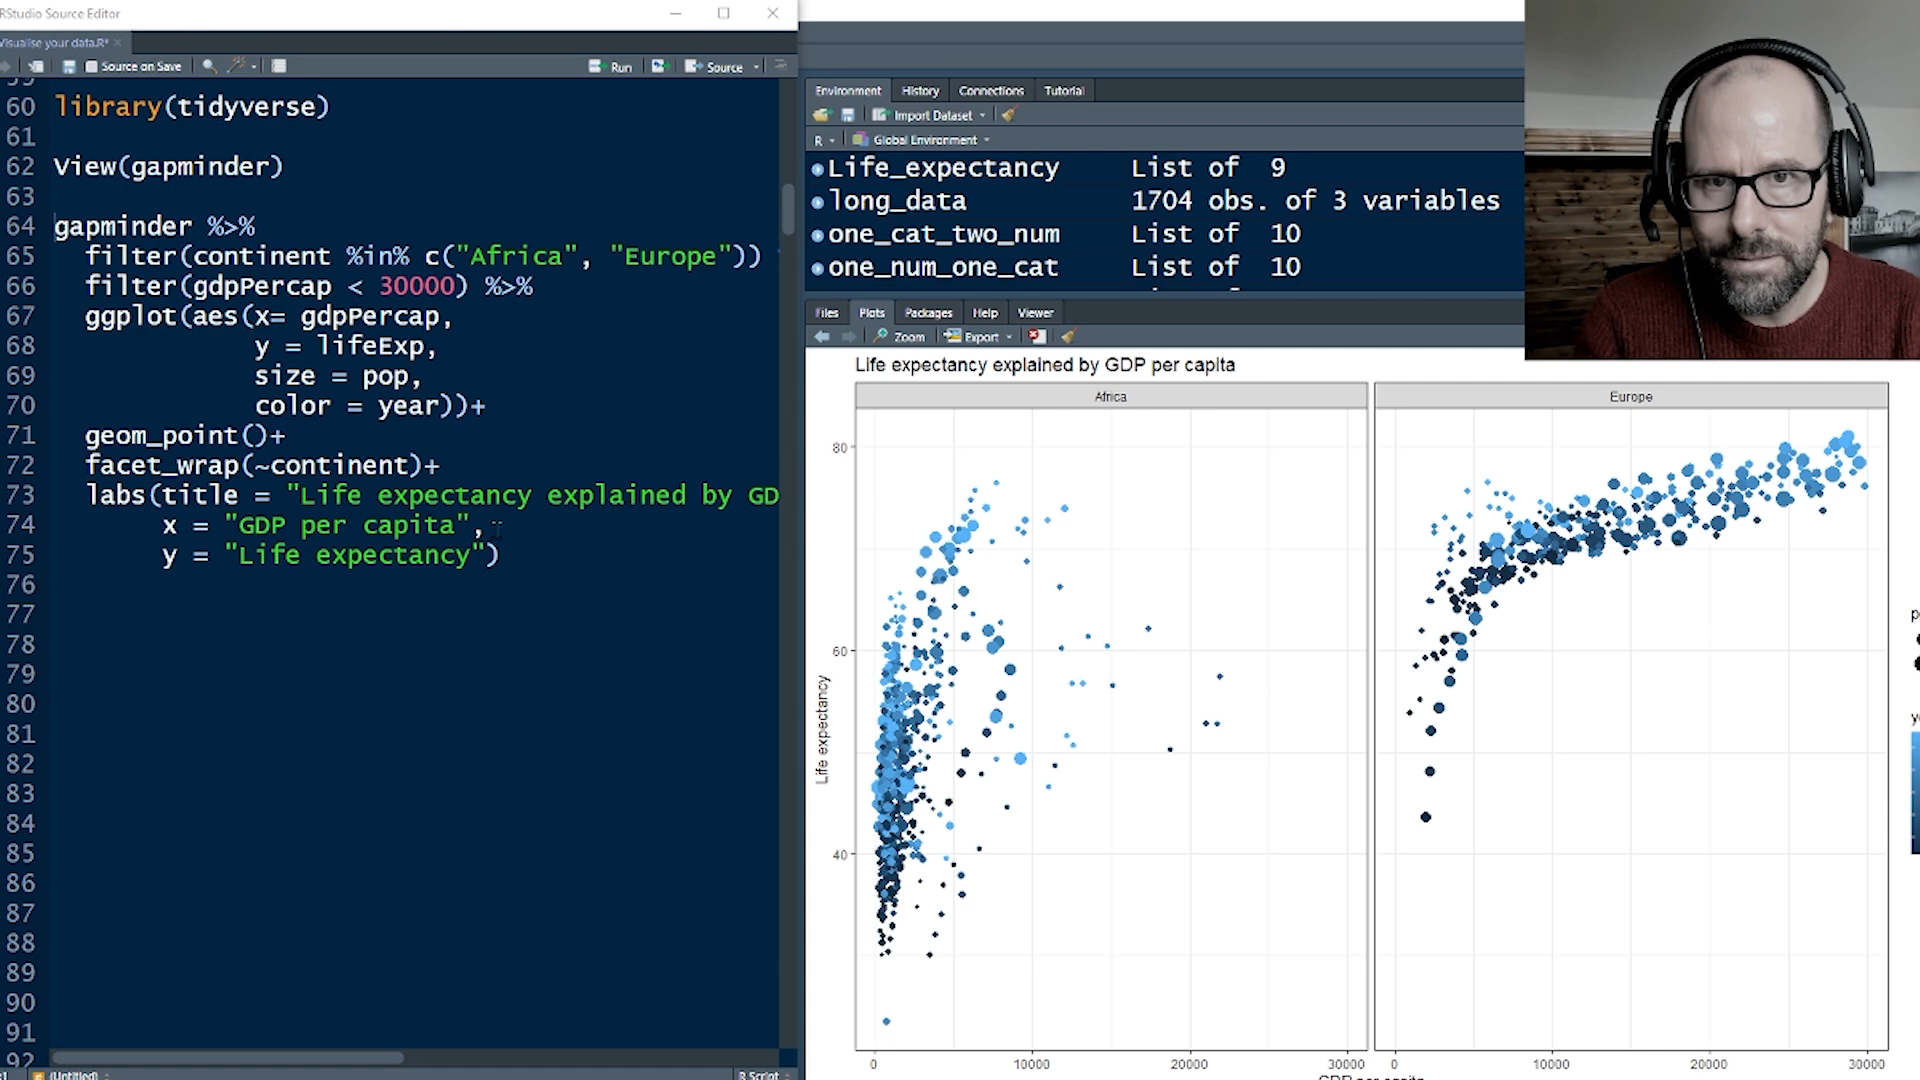 RStudio Source Editor
Visualise your data.R*
Source on Save
Run
Source
60 library(tidyverse)
61
62 View(gapminder)
63
64 gapminder %>%
65 filter(continent %in% c("Africa", "Europe"))
66 filter(gdpPercap < 30000) %>%
67 ggplot(aes(x= gdpPercap,
68 y = lifeExp,
69 size = pop,
70 color = year))+
71 geom_point()+
72 facet_wrap(~continent)+
73 labs(title = "Life expectancy explained by GD
74 x = "GDP per capita",
75 y = "Life expectancy")
76
77
78
79
80
81
82
83
84
85
86
87
88
89
90
91
92
(Untitled)
R Script
Environment History Connections Tutorial
Import Dataset
R Global Environment
Life_expectancy List of 9
long_data 1704 obs. of 3 variables
one_cat_two_num List of 10
one_num_one_cat List of 10
Files Plots Packages Help Viewer
Zoom Export
Life expectancy explained by GDP per capita
Africa Europe
80
60
40
Life expectancy
0 10000 20000 30000 0 10000 20000 30000
GDP per capita